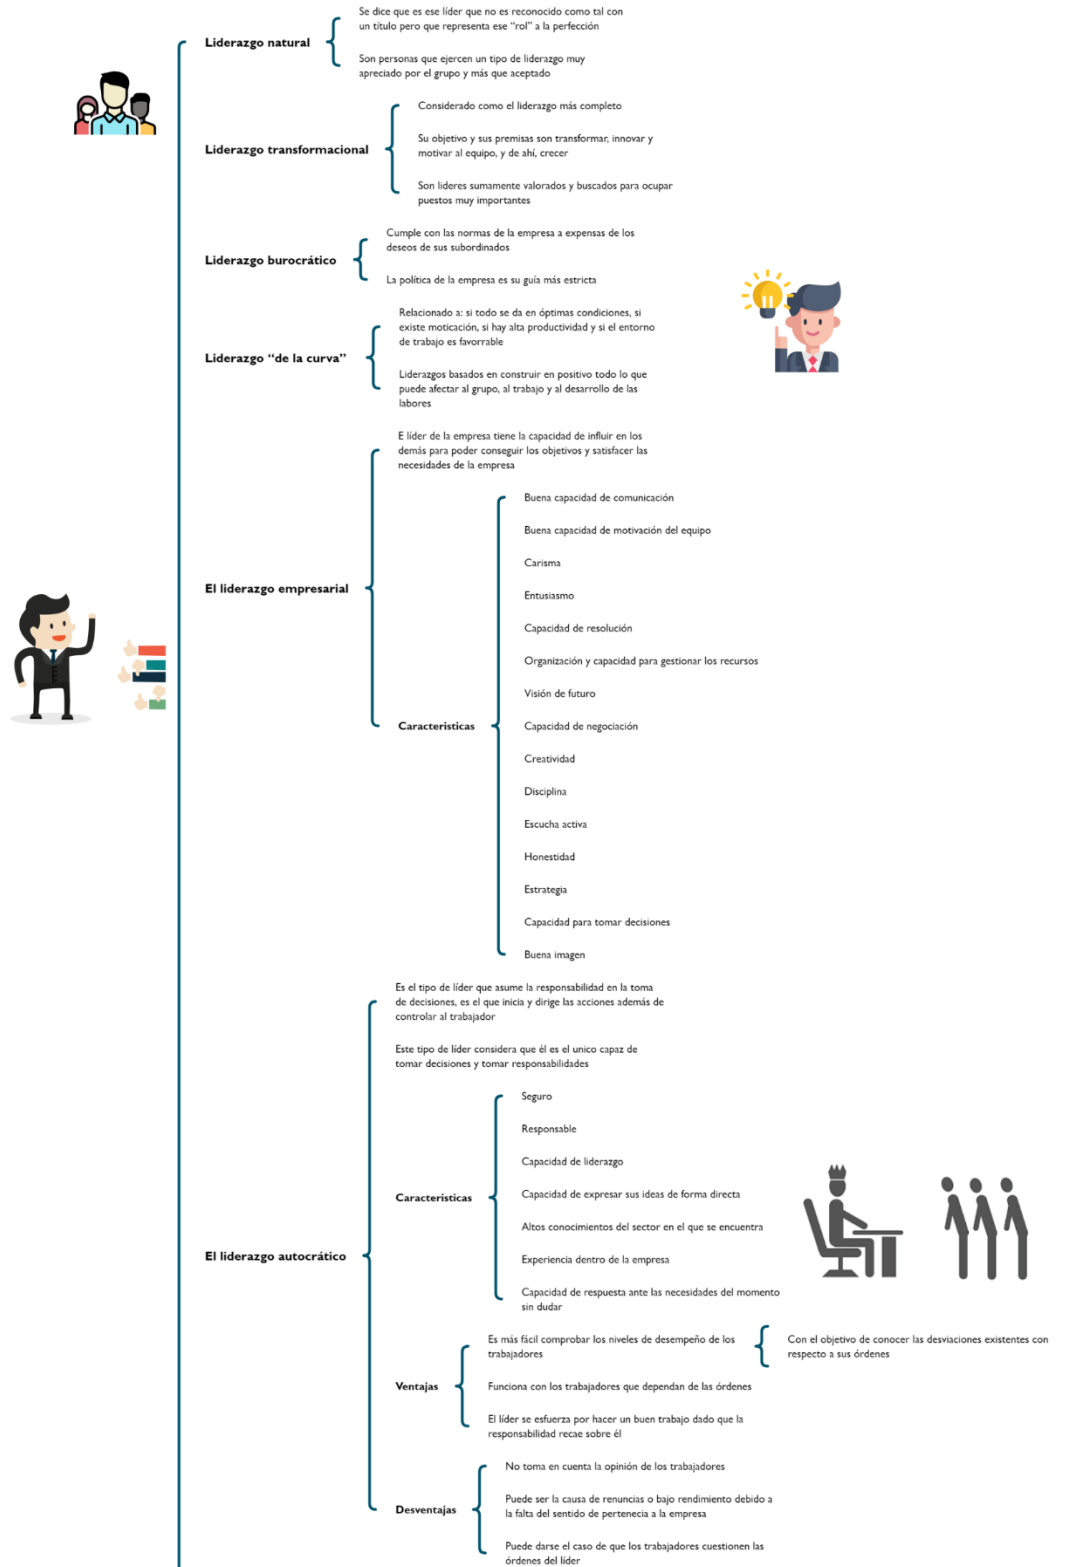 Se dice que es ese líder que no es reconocido como tal con
un título pero que representa ese “rol” a la perfección
Liderazgo natural
Son personas que ejercen un tipo de liderazgo muy
apreciado por el grupo y más que aceptado
Considerado como el liderazgo más completo
Su objetivo y sus premisas son transformar, innovar y
motivar al equipo, y de ahí, crecer
Liderazgo transformacional
Son lideres sumamente valorados y buscados para ocupar
puestos muy importantes
Cumple con las normas de la empresa a expensas de los
deseos de sus subordinados
Liderazgo burocrático
La política de la empresa es su guía más estricta
Relacionado a: si todo se da en óptimas condiciones, si
existe moticación, si hay alta productividad y si el entorno
de trabajo es favorrable
Liderazgo “de la curva”
Liderazgos basados en construir en positivo todo lo que
puede afectar al grupo, al trabajo y al desarrollo de las
labores
E líder de la empresa tiene la capacidad de influir en los
demás para poder conseguir los objetivos y satisfacer las
necesidades de la empresa
El liderazgo empresarial
Caracteristicas
Buena capacidad de comunicación
Buena capacidad de motivación del equipo
Carisma
Entusiasmo
Capacidad de resolución
Organización y capacidad para gestionar los recursos
Visión de futuro
Capacidad de negociación
Creatividad
Disciplina
Escucha activa
Honestidad
Estrategia
Capacidad para tomar decisiones
Buena imagen
Es el tipo de líder que asume la responsabilidad en la toma
de decisiones, es el que inicia y dirige las acciones además de
controlar al trabajador
Este tipo de líder considera que él es el unico capaz de
tomar decisiones y tomar responsabilidades
El liderazgo autocrático
Caracteristicas
Seguro
Responsable
Capacidad de liderazgo
Capacidad de expresar sus ideas de forma directa
Altos conocimientos del sector en el que se encuentra
Experiencia dentro de la empresa
Capacidad de respuesta ante las necesidades del momento
sin dudar
Ventajas
Es más fácil comprobar los niveles de desempeño de los
trabajadores
Con el objetivo de conocer las desviaciones existentes con
respecto a sus órdenes
Funciona con los trabajadores que dependan de las órdenes
El líder se esfuerza por hacer un buen trabajo dado que la
responsabilidad recae sobre él
Desventajas
No toma en cuenta la opinión de los trabajadores
Puede ser la causa de renuncias o bajo rendimiento debido a
la falta del sentido de pertenecia a la empresa
Puede darse el caso de que los trabajadores cuestionen las
órdenes del líder